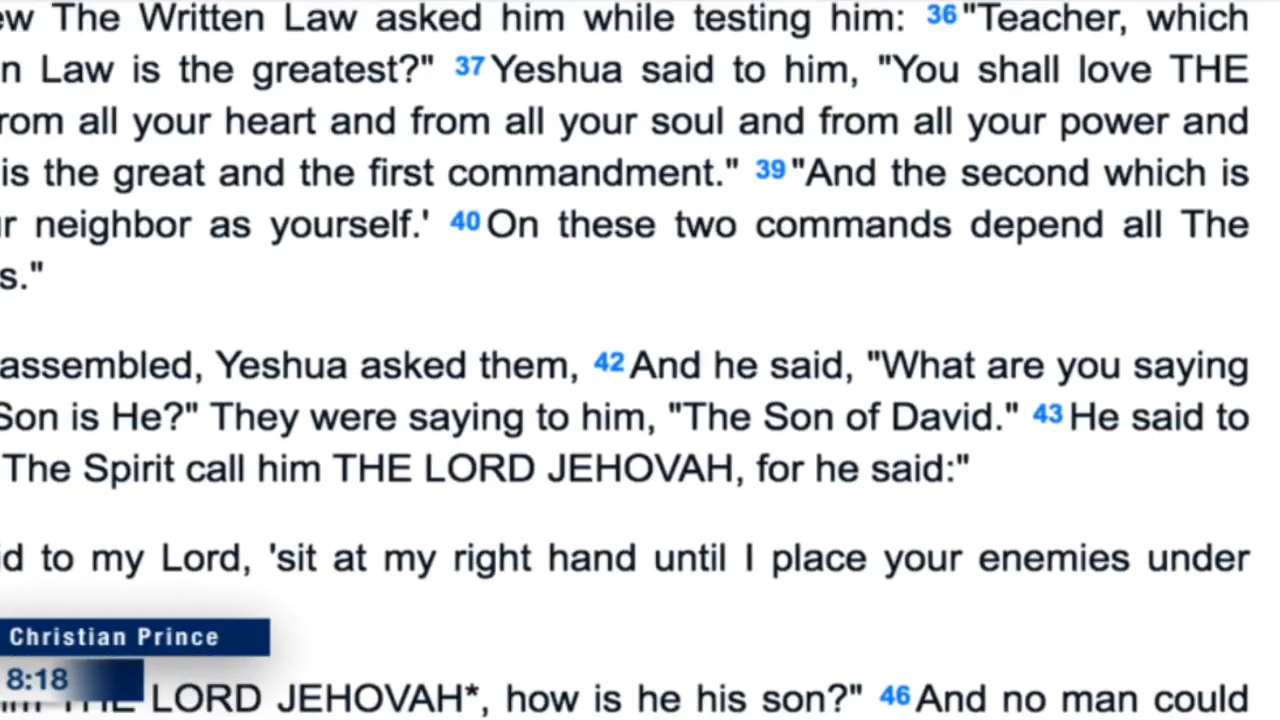 The Written Law asked him while testing him: 36 "Teacher, which
Law is the greatest?" 37 Yeshua said to him, "You shall love THE
all your heart and from all your soul and from all your power and
is the great and the first commandment." 39 "And the second which is
neighbor as yourself.' 40 On these two commands depend all The
s."
assembled, Yeshua asked them, 42 And he said, "What are you saying
Son is He?" They were saying to him, "The Son of David." 43 He said to
The Spirit call him THE LORD JEHOVAH, for he said:"
to my Lord, 'sit at my right hand until I place your enemies under
Christian Prince
8:18
LORD JEHOVAH*, how is he his son?" 46 And no man could